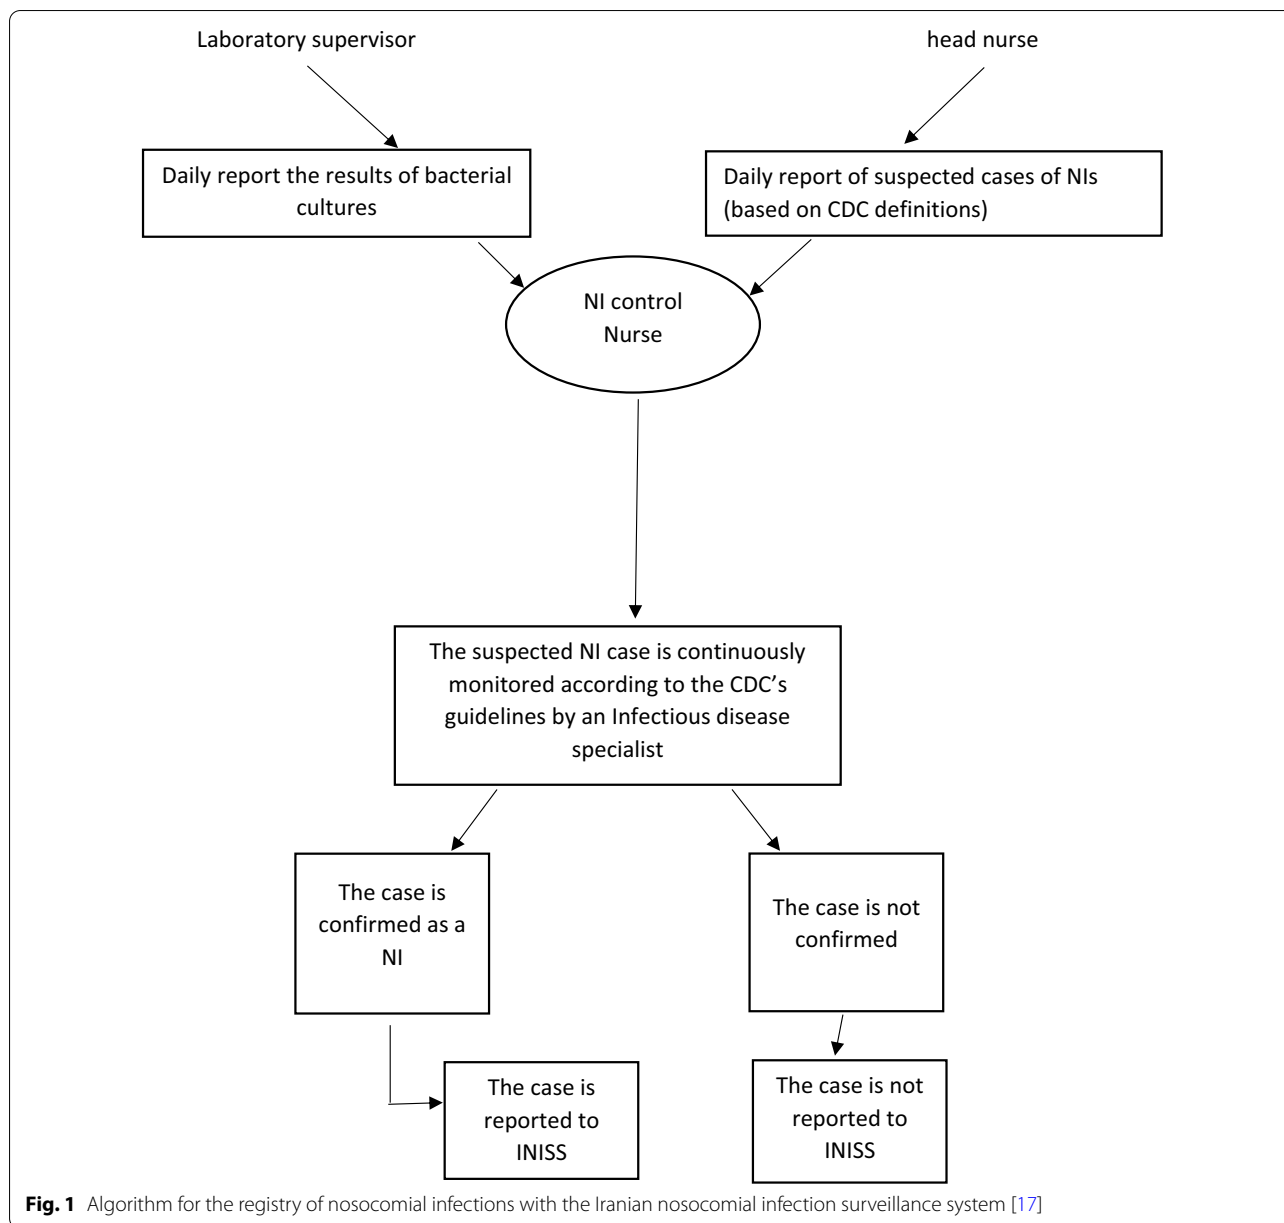 Laboratory supervisor
head nurse
Daily report the results of bacterial
cultures
Daily report of suspected cases of NIs
(based on CDC definitions)
NI control
Nurse
The suspected NI case is continuously
monitored according to the CDC’s
guidelines by an Infectious disease
specialist
The case is
confirmed as a
NI
The case is not
confirmed
The case is
reported to
INISS
The case is not
reported to
INISS
Fig. 1 Algorithm for the registry of nosocomial infections with the Iranian nosocomial infection surveillance system [17]